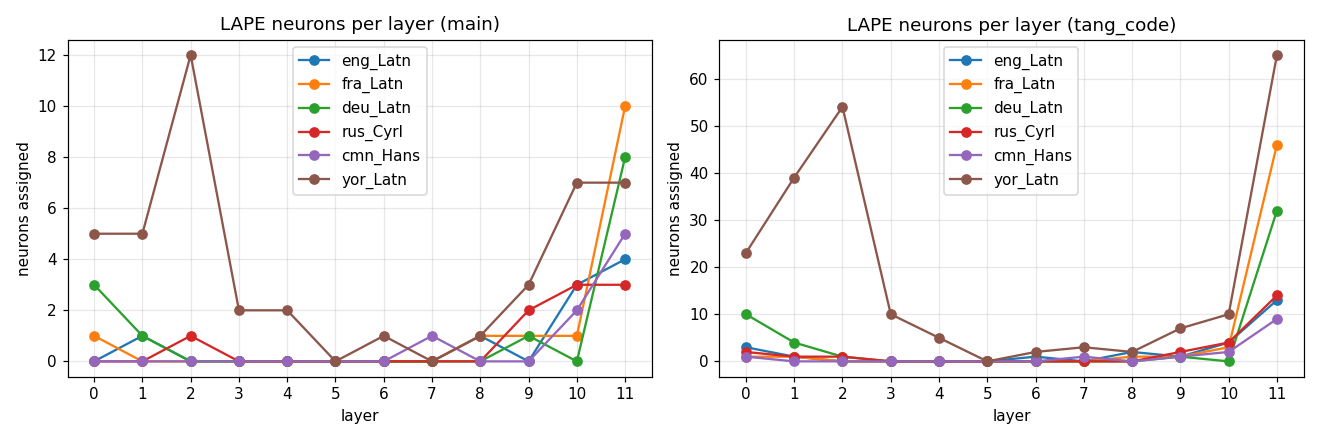 LAPE neurons per layer (main)
neurons assigned
12
10
8
6
4
2
0
eng_Latn
fra_Latn
deu_Latn
rus_Cyrl
cmn_Hans
yor_Latn
0 1 2 3 4 5 6 7 8 9 10 11
layer
LAPE neurons per layer (tang_code)
neurons assigned
60
50
40
30
20
10
0
eng_Latn
fra_Latn
deu_Latn
rus_Cyrl
cmn_Hans
yor_Latn
0 1 2 3 4 5 6 7 8 9 10 11
layer